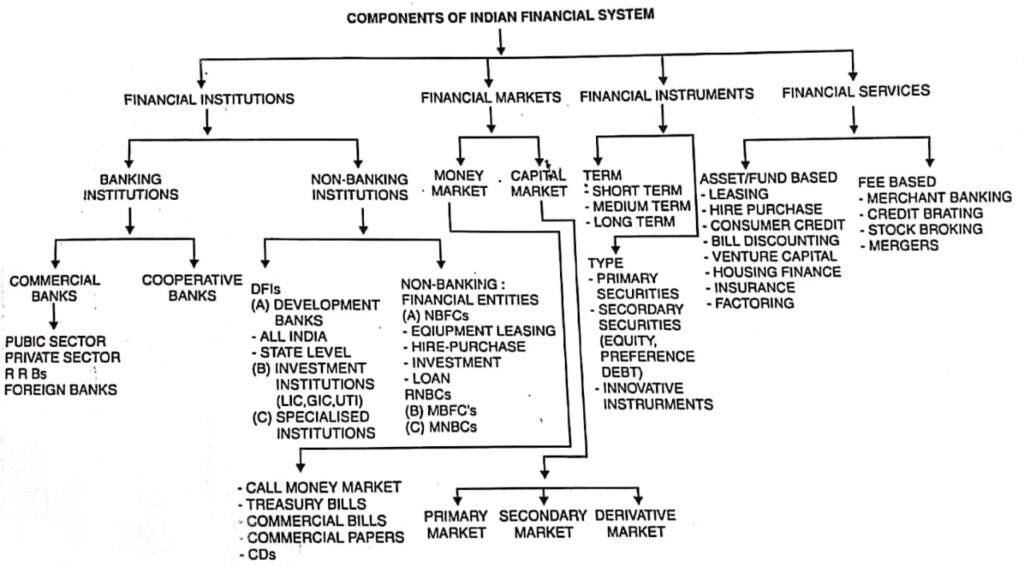 COMPONENTS OF INDIAN FINANCIAL SYSTEM
FINANCIAL INSTITUTIONS
FINANCIAL MARKETS
FINANCIAL INSTRUMENTS
FINANCIAL SERVICES
BANKING
INSTITUTIONS
NON-BANKING
INSTITUTIONS
MONEY
MARKET
CAPITAL
MARKET
TERM
- SHORT TERM
- MEDIUM TERM
- LONG TERM
ASSET/FUND BASED
- LEASING
- HIRE PURCHASE
- CONSUMER CREDIT
- BILL DISCOUNTING
- VENTURE CAPITAL
- HOUSING FINANCE
- INSURANCE
- FACTORING
FEE BASED
- MERCHANT BANKING
- CREDIT BRATING
- STOCK BROKING
- MERGERS
COMMERCIAL
BANKS
COOPERATIVE
BANKS
PUBIC SECTOR
PRIVATE SECTOR
R R Bs
FOREIGN BANKS
DFIs
(A) DEVELOPMENT
BANKS
- ALL INDIA
- STATE LEVEL
(B) INVESTMENT
INSTITUTIONS
(LIC,GIC,UTI)
(C) SPECIALISED
INSTITUTIONS
NON-BANKING :
FINANCIAL ENTITIES
(A) NBFCs
- EQIUPMENT LEASING
- HIRE-PURCHASE
- INVESTMENT
- LOAN
RNBCs
(B) MBFC's
(C) MNBCs
TYPE
- PRIMARY
SECURITIES
- SECORDARY
SECURITIES
(EQUITY,
PREFERENCE
DEBT)
- INNOVATIVE
INSTRURMENTS
- CALL MONEY MARKET
- TREASURY BILLS
- COMMERCIAL BILLS
- COMMERCIAL PAPERS
- CDs
PRIMARY
MARKET
SECONDARY
MARKET
DERIVATIVE
MARKET